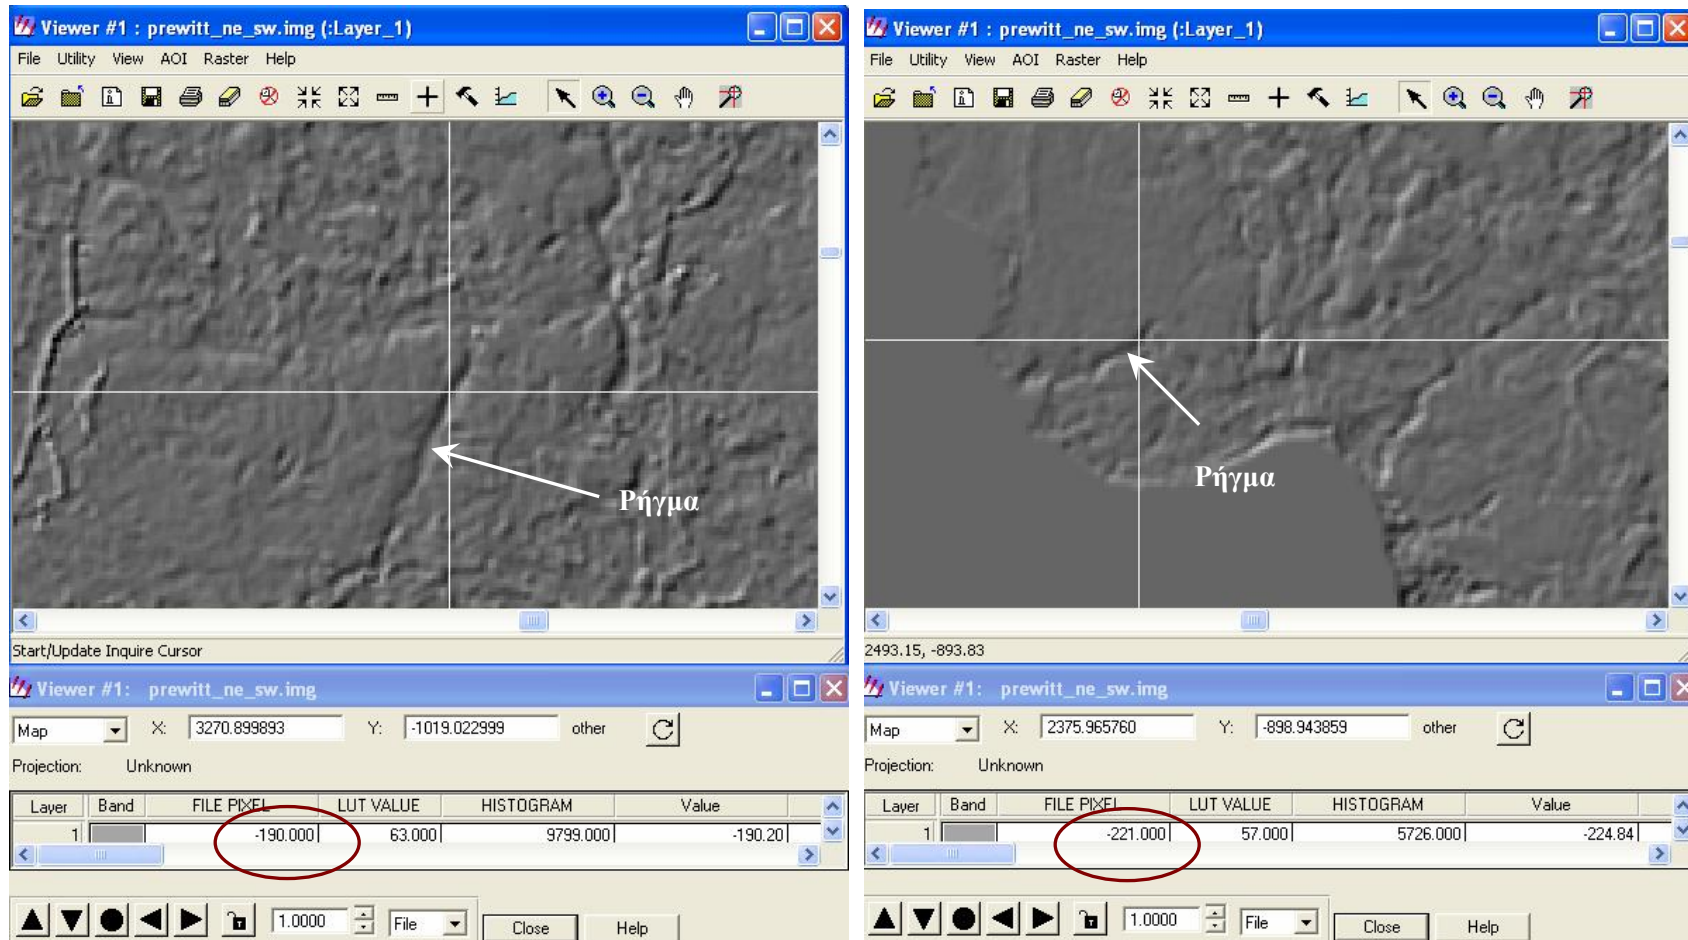 Viewer #1 : prewitt_ne_sw.img (:Layer_1)
File Utility View AOI Raster Help
Ρήγμα
Start/Update Inquire Cursor
Viewer #1: prewitt_ne_sw.img
Map X: 3270.899893 Y: -1019.022999 other
Projection: Unknown
Layer Band FILE PIXEL LUT VALUE HISTOGRAM Value
1 -190.000 63.000 9799.000 -190.20
1.0000 File Close Help
Viewer #1 : prewitt_ne_sw.img (:Layer_1)
File Utility View AOI Raster Help
Ρήγμα
2493.15, -893.83
Viewer #1: prewitt_ne_sw.img
Map X: 2375.965760 Y: -898.943859 other
Projection: Unknown
Layer Band FILE PIXEL LUT VALUE HISTOGRAM Value
1 -221.000 57.000 5726.000 -224.84
1.0000 File Close Help